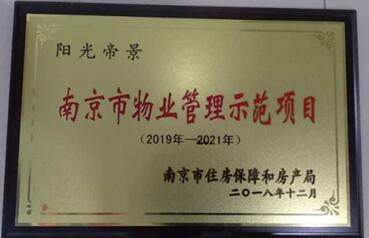 阳光帝景
南京市物业管理示范项目
(2019年—2021年)
南京市住房保障和房产局
二〇一八年十二月